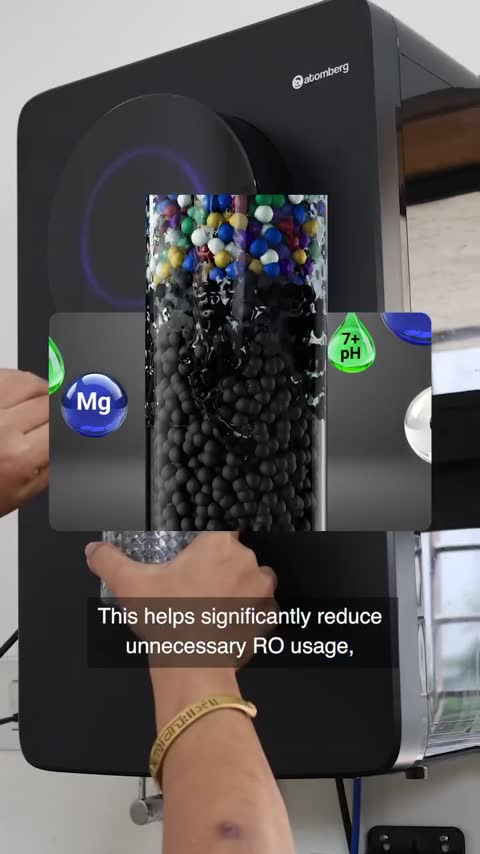 atomberg
7+
pH
Mg
This helps significantly reduce
unnecessary RO usage,